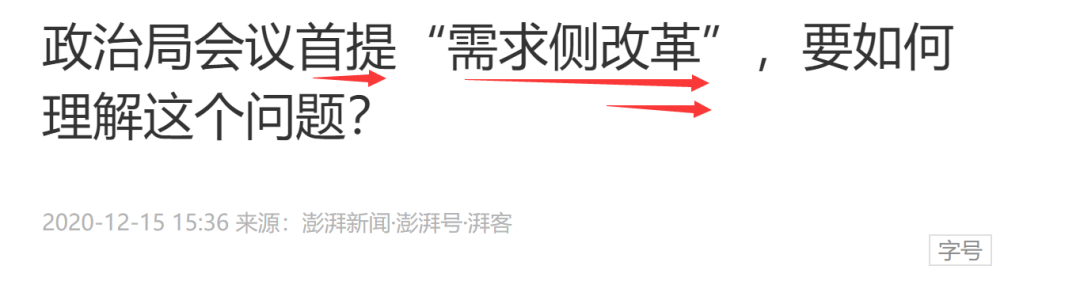 政治局会议首提“需求侧改革”，要如何
理解这个问题？
2020-12-15 15:36 来源：澎湃新闻·澎湃号·湃客
字号